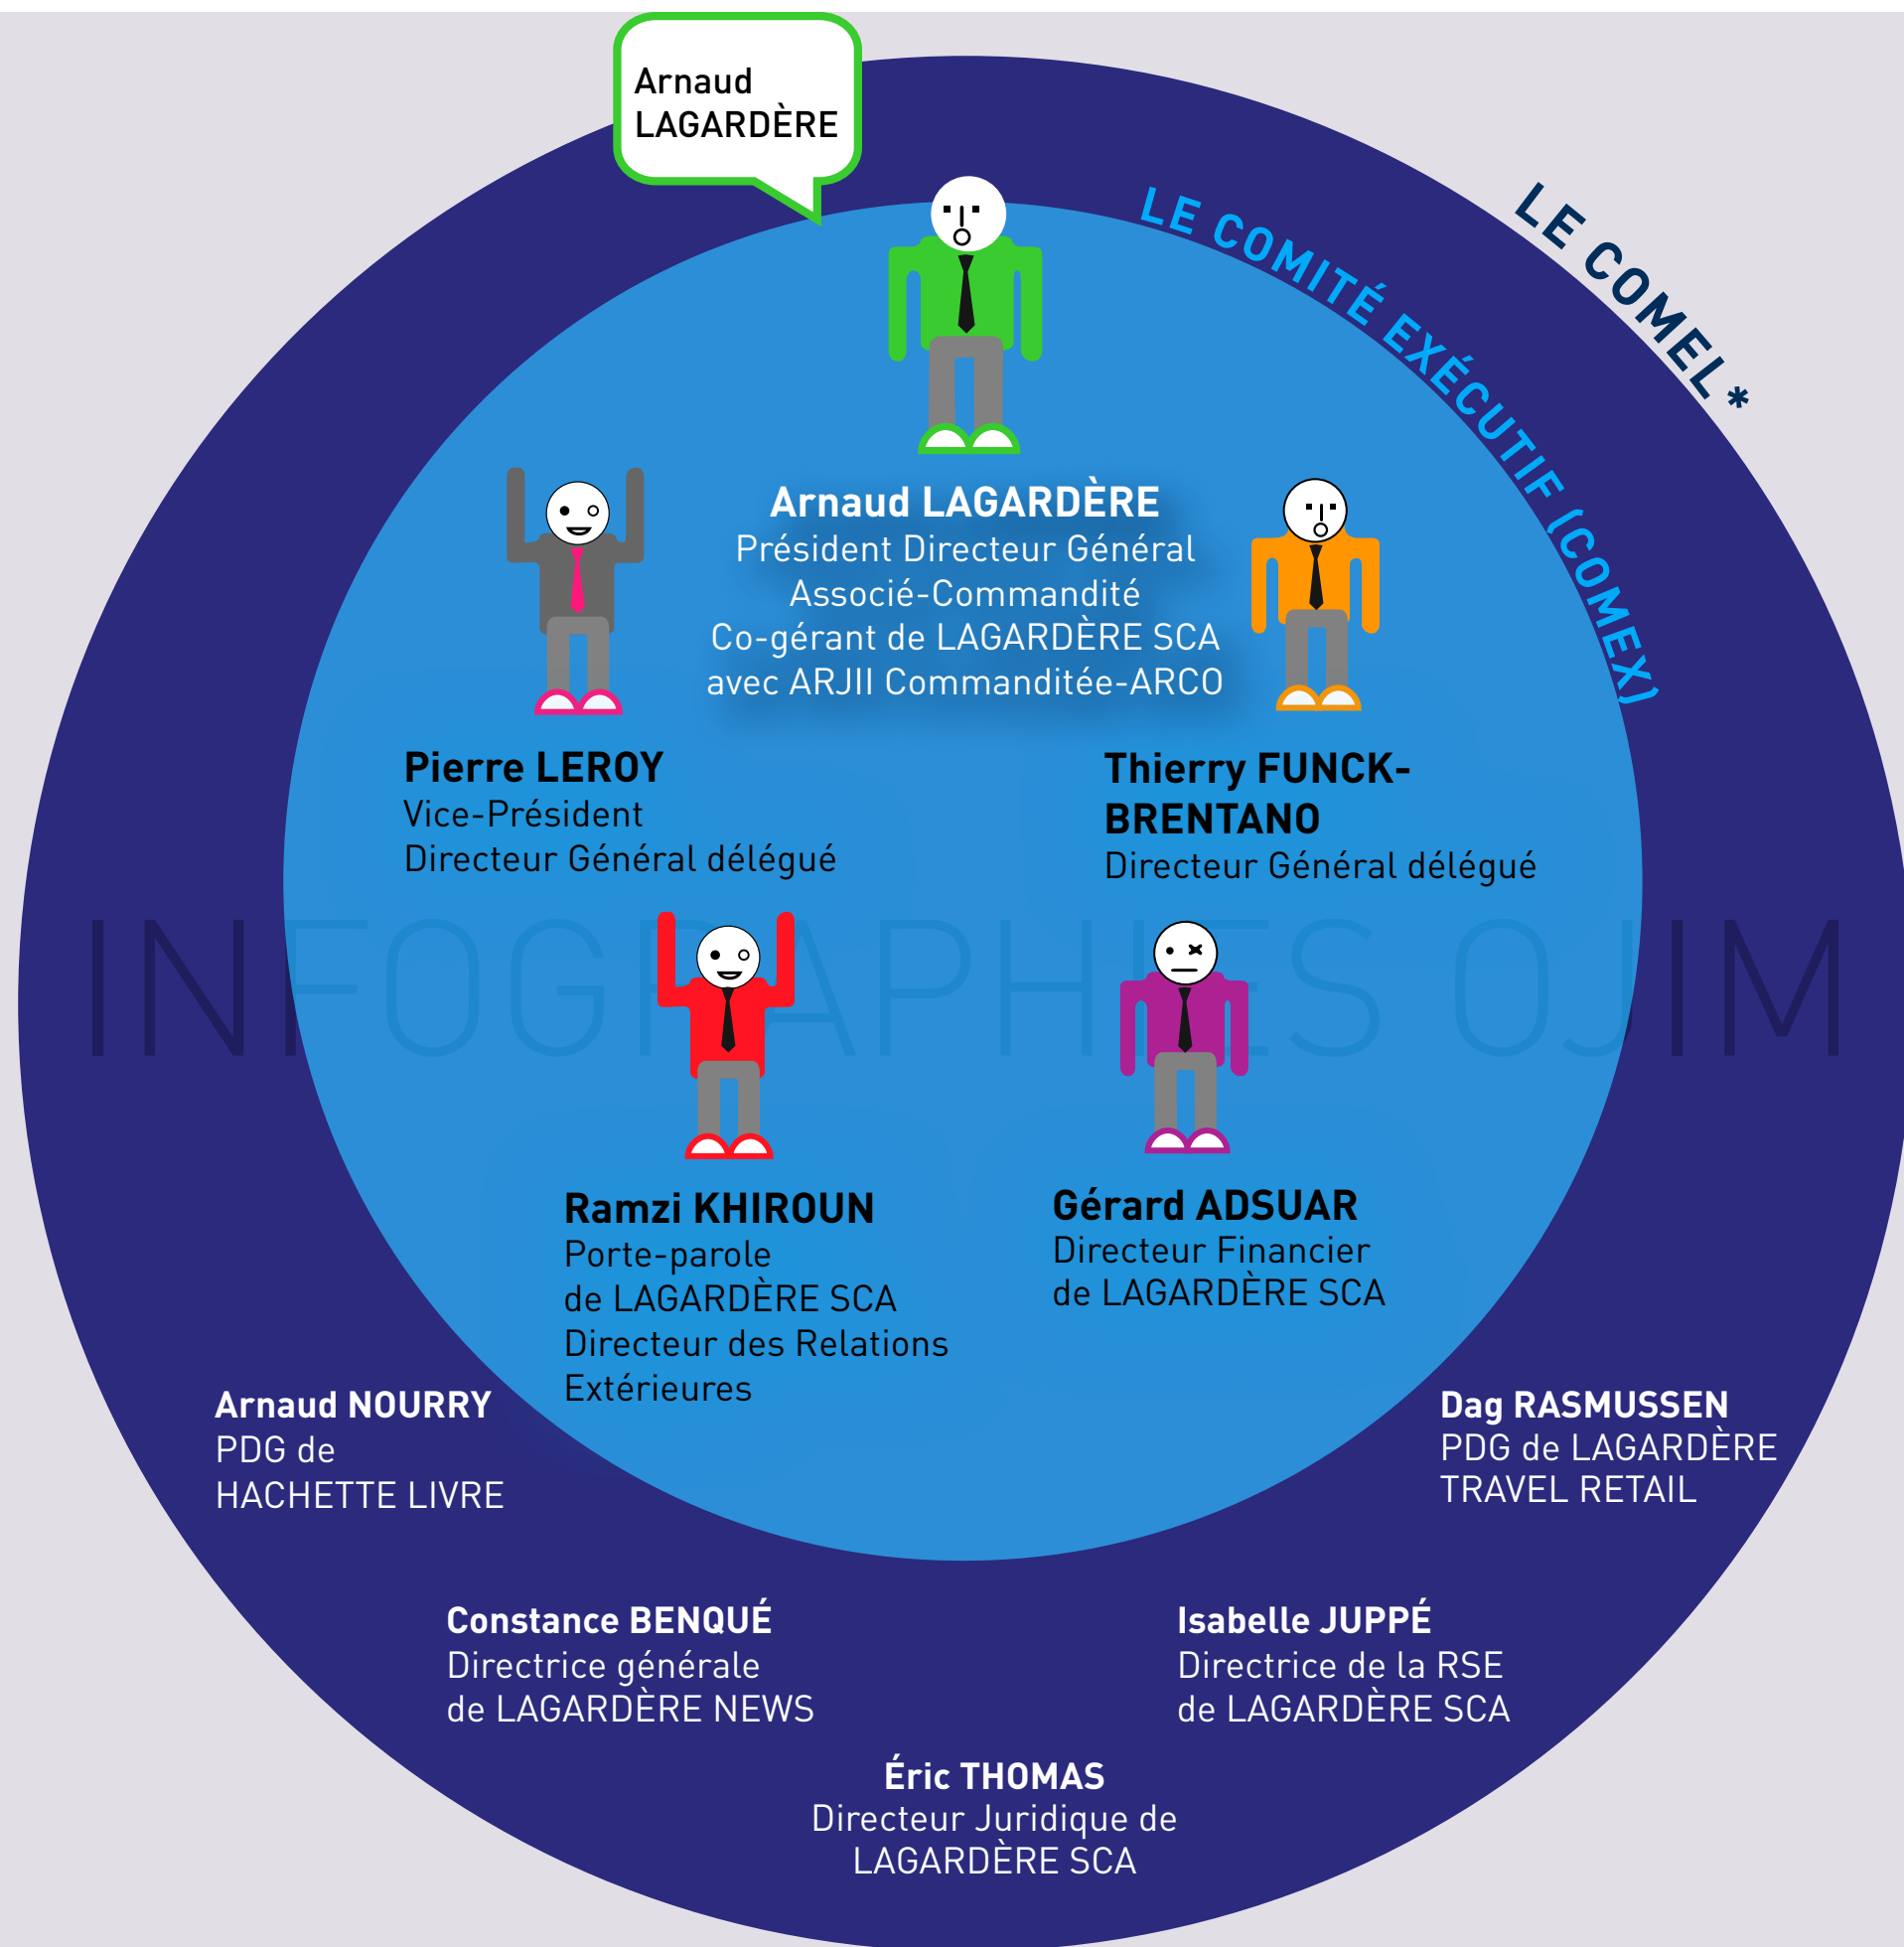 Arnaud
LAGARDÈRE
LE COMITÉ EXÉCUTIF (COMEX)
LE COMEL*
Arnaud LAGARDÈRE
Président Directeur Général
Associé-Commandité
Co-gérant de LAGARDÈRE SCA
avec ARJIL Commanditée-ARCO
Pierre LEROY
Vice-Président
Directeur Général délégué
Thierry FUNCK-
BRENTANO
Directeur Général délégué
INFOGRAPHIES OJIM
Ramzi KHIROUN
Porte-parole
de LAGARDÈRE SCA
Directeur des Relations
Extérieures
Gérard ADSUAR
Directeur Financier
de LAGARDÈRE SCA
Arnaud NOURRY
PDG de
HACHETTE LIVRE
Dag RASMUSSEN
PDG de LAGARDÈRE
TRAVEL RETAIL
Constance BENQUÉ
Directrice générale
de LAGARDÈRE NEWS
Isabelle JUPPÉ
Directrice de la RSE
de LAGARDÈRE SCA
Éric THOMAS
Directeur Juridique de
LAGARDÈRE SCA